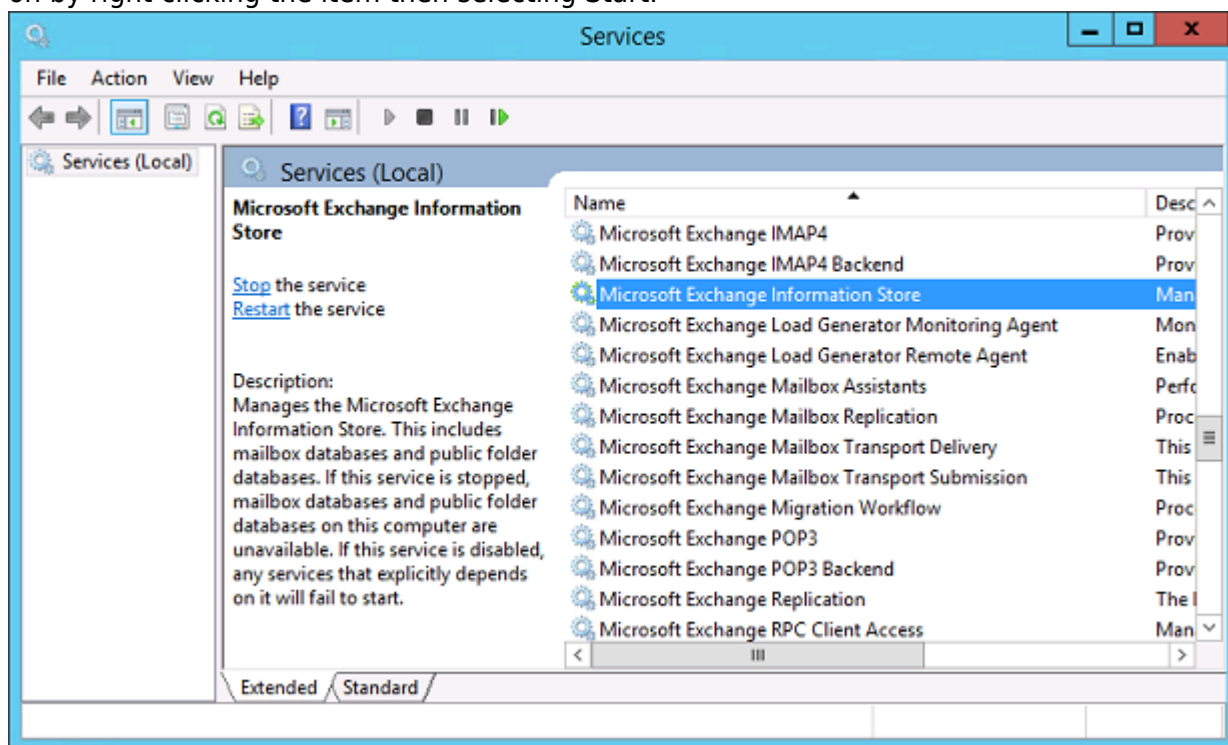 on by right clicking the item then selecting Start.
Services
File Action View Help
Services (Local)
Services (Local)
Microsoft Exchange Information
Store
Stop the service
Restart the service
Description:
Manages the Microsoft Exchange
Information Store. This includes
mailbox databases and public folder
databases. If this service is stopped,
mailbox databases and public folder
databases on this computer are
unavailable. If this service is disabled,
any services that explicitly depends
on it will fail to start.
Name Desc
Microsoft Exchange IMAP4 Prov
Microsoft Exchange IMAP4 Backend Prov
Microsoft Exchange Information Store Man
Microsoft Exchange Load Generator Monitoring Agent Mon
Microsoft Exchange Load Generator Remote Agent Enab
Microsoft Exchange Mailbox Assistants Perfo
Microsoft Exchange Mailbox Replication Proc
Microsoft Exchange Mailbox Transport Delivery This
Microsoft Exchange Mailbox Transport Submission This
Microsoft Exchange Migration Workflow Proc
Microsoft Exchange POP3 Prov
Microsoft Exchange POP3 Backend Prov
Microsoft Exchange Replication The
Microsoft Exchange RPC Client Access Man
Extended Standard